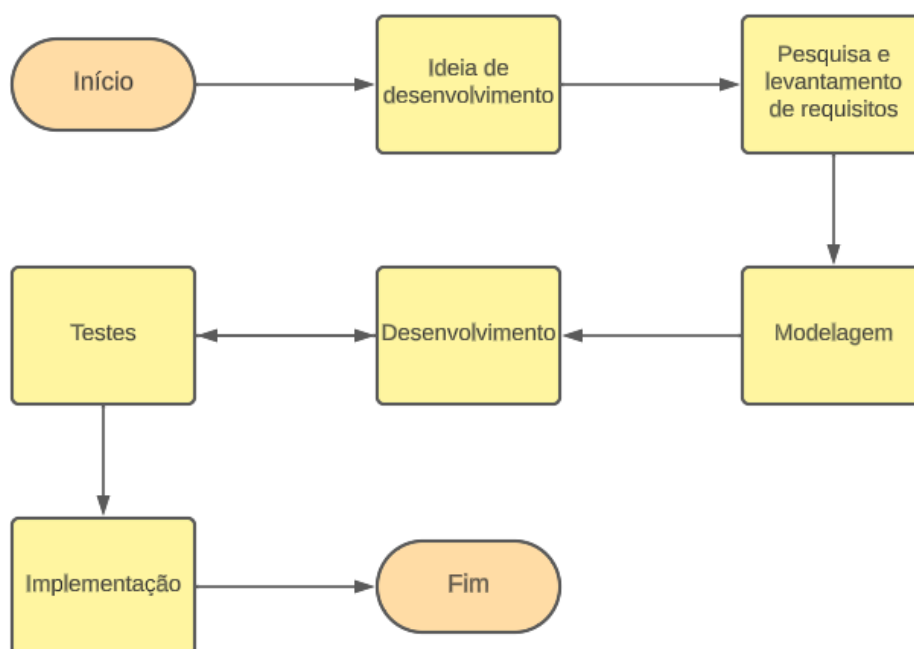 Início
Ideia de
desenvolvimento
Pesquisa e
levantamento
de requisitos
Testes
Desenvolvimento
Modelagem
Implementação
Fim